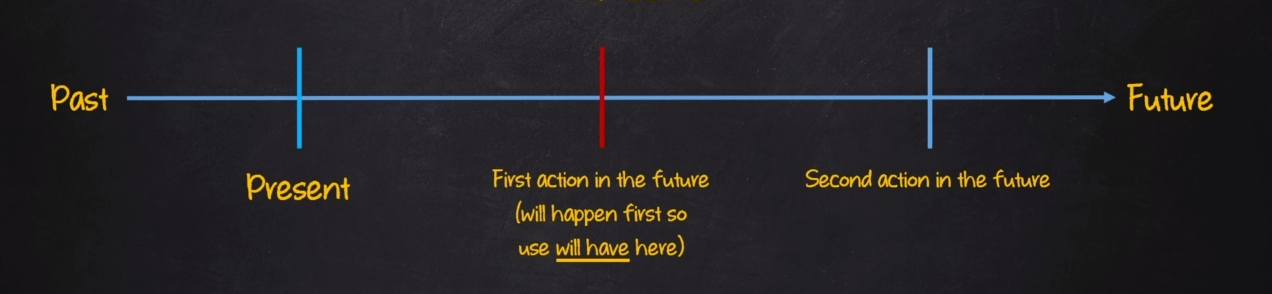 Past
Future
Present
First action in the future
(will happen first so
use will have here)
Second action in the future